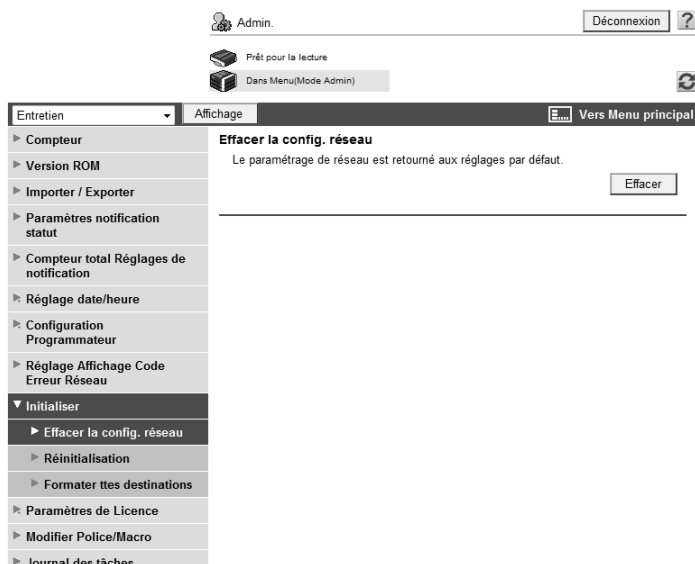 Admin.
Déconnexion
?
Prêt pour la lecture
Dans Menu(Mode Admin)
Entretien
Affichage
Vers Menu principal
Compteur
Version ROM
Importer / Exporter
Paramètres notification
statut
Compteur total Réglages de
notification
Réglage date/heure
Configuration
Programmateur
Réglage Affichage Code
Erreur Réseau
Initialiser
Effacer la config. réseau
Réinitialisation
Formater ttes destinations
Paramètres de Licence
Modifier Police/Macro
Journal des tâches
Effacer la config. réseau
Le paramétrage de réseau est retourné aux réglages par défaut.
Effacer